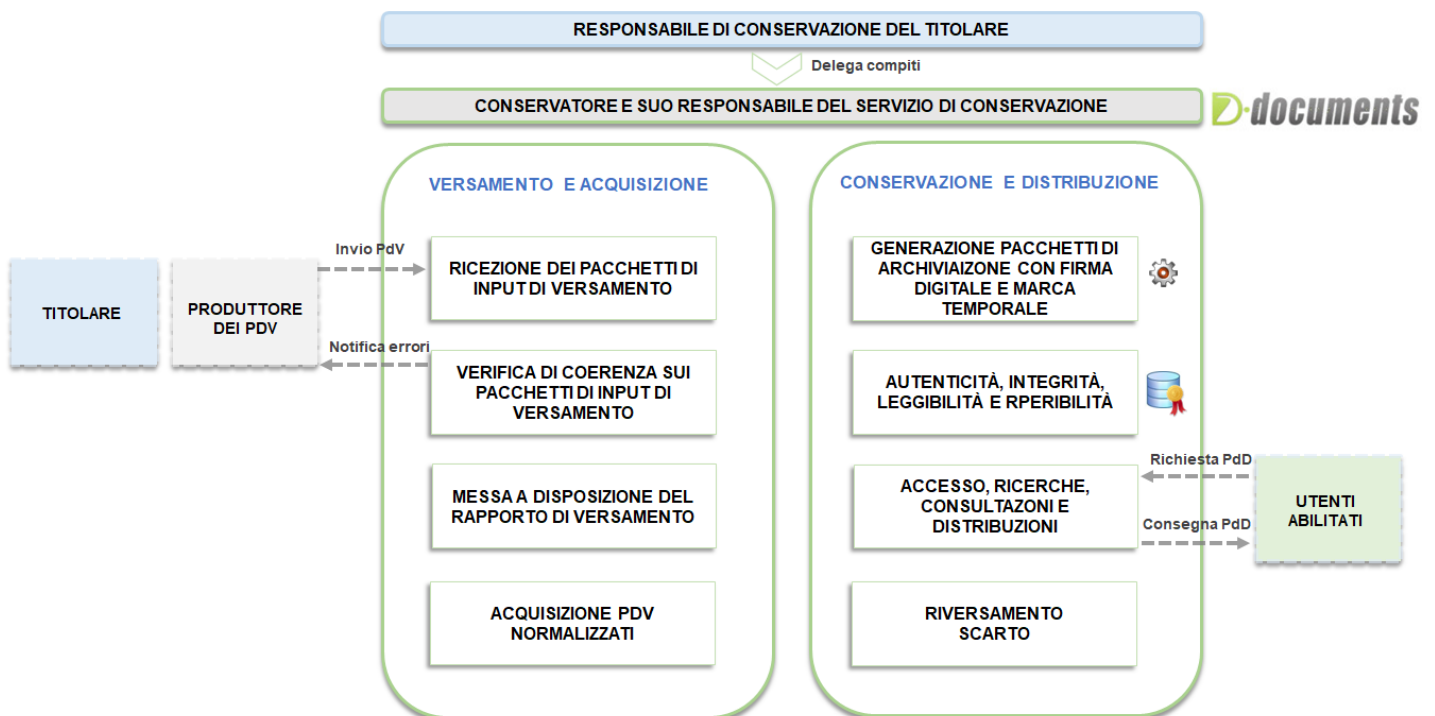 RESPONSABILE DI CONSERVAZIONE DEL TITOLARE
Delega compiti
CONSERVATORE E SUO RESPONSABILE DEL SERVIZIO DI CONSERVAZIONE
D·documents
VERSAMENTO E ACQUISIZIONE
CONSERVAZIONE E DISTRIBUZIONE
TITOLARE
PRODUTTORE
DEI PDV
Invio PdV
Notifica errori
RICEZIONE DEI PACCHETTI DI
INPUT DI VERSAMENTO
VERIFICA DI COERENZA SUI
PACCHETTI DI INPUT DI
VERSAMENTO
MESSA A DISPOSIZIONE DEL
RAPPORTO DI VERSAMENTO
ACQUISIZIONE PDV
NORMALIZZATI
GENERAZIONE PACCHETTI DI
ARCHIVIAIZONE CON FIRMA
DIGITALE E MARCA
TEMPORALE
AUTENTICITÀ, INTEGRITÀ,
LEGGIBILITÀ E RPERIBILITÀ
ACCESSO, RICERCHE,
CONSULTAZONI E
DISTRIBUZIONI
RIVERSAMENTO
SCARTO
Richiesta PdD
Consegna PdD
UTENTI
ABILITATI